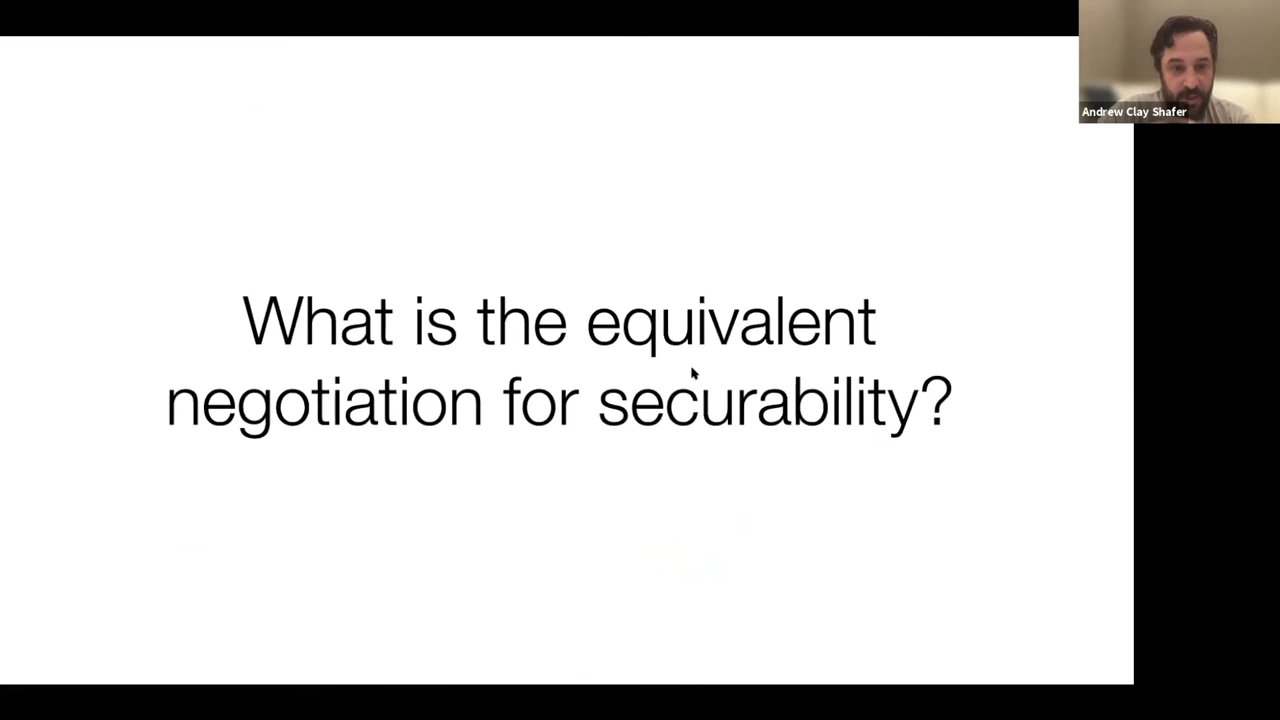 Andrew Clay Shafer
What is the equivalent
negotiation for securability?